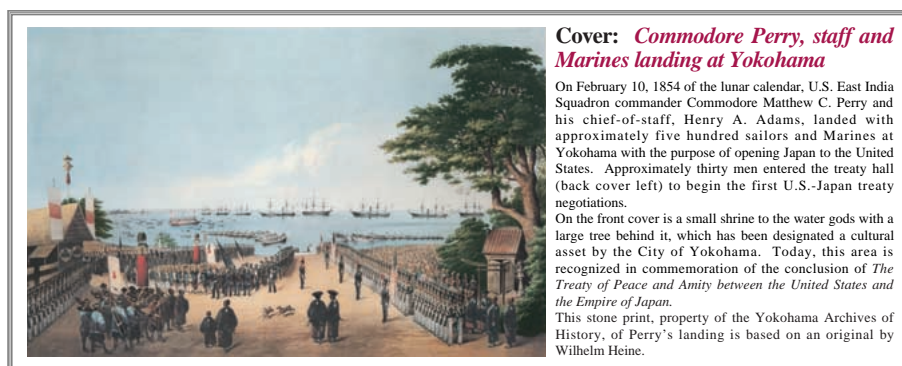 Cover: Commodore Perry, staff and
Marines landing at Yokohama
On February 10, 1854 of the lunar calendar, U.S. East India
Squadron commander Commodore Matthew C. Perry and
his chief-of-staff, Henry A. Adams, landed with
approximately five hundred sailors and Marines at
Yokohama with the purpose of opening Japan to the United
States. Approximately thirty men entered the treaty hall
(back cover left) to begin the first U.S.-Japan treaty
negotiations.
On the front cover is a small shrine to the water gods with a
large tree behind it, which has been designated a cultural
asset by the City of Yokohama. Today, this area is
recognized in commemoration of the conclusion of The
Treaty of Peace and Amity between the United States and
the Empire of Japan.
This stone print, property of the Yokohama Archives of
History, of Perry's landing is based on an original by
Wilhelm Heine.